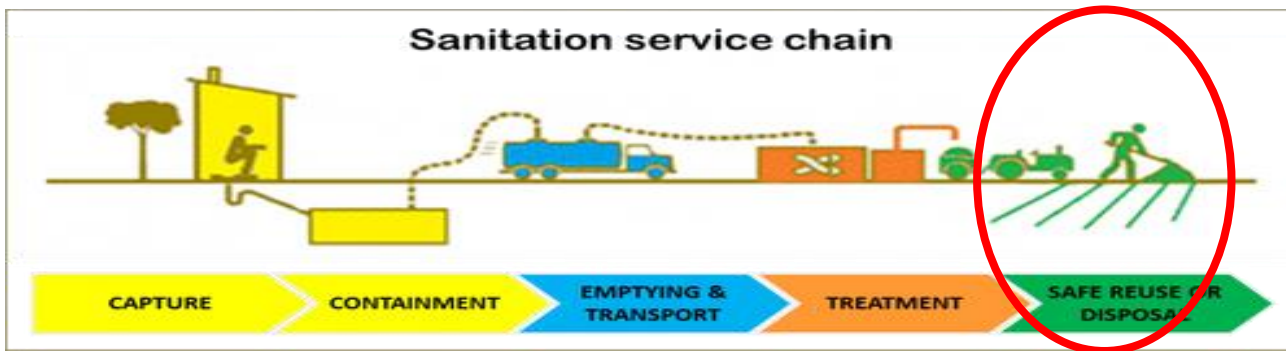 Sanitation service chain
CAPTURE
CONTAINMENT
EMPTYING &
TRANSPORT
TREATMENT
SAFE REUSE OR
DISPOSAL